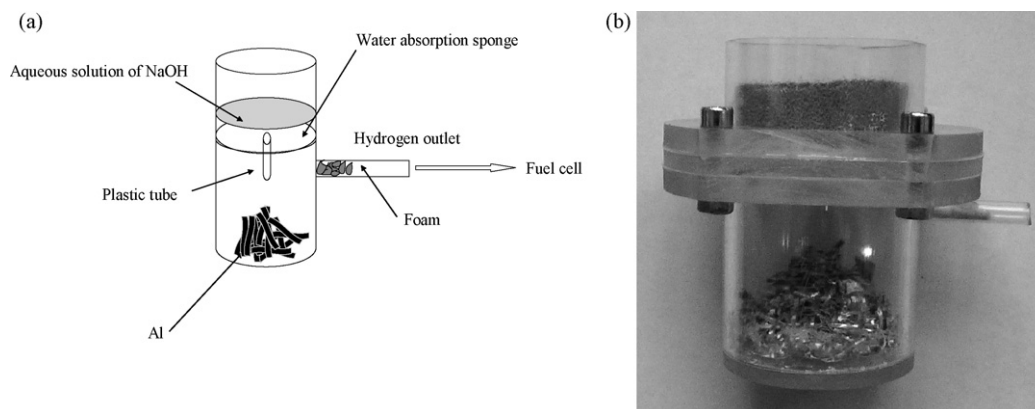 (a)
Water absorption sponge
Aqueous solution of NaOH
Hydrogen outlet
Fuel cell
Plastic tube
Foam
Al
(b)